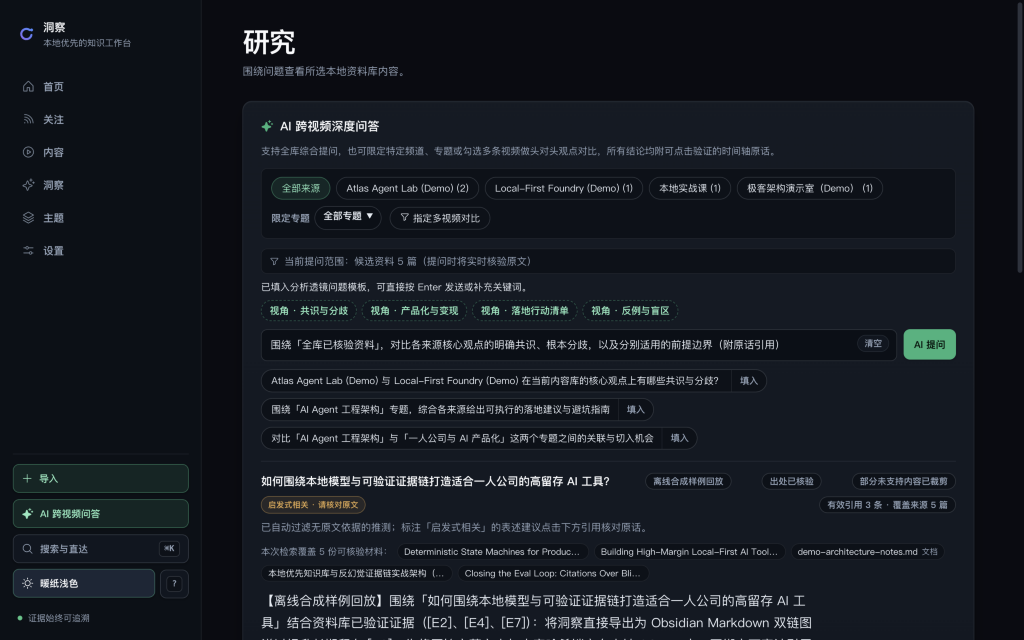 洞察
本地优先的知识工作台
首页
关注
内容
洞察
主题
设置
导入
AI 跨视频问答
搜索与直达 ⌘K
暖纸浅色 ?
证据始终可追溯
研究
围绕问题查看所选本地资料库内容。
AI 跨视频深度问答
支持全库综合提问，也可限定特定频道、专题或勾选多条视频做头对头观点对比，所有结论均附可点击验证的时间轴原话。
全部来源 Atlas Agent Lab (Demo) (2) Local-First Foundry (Demo) (1) 本地实战课 (1) 极客架构演示室（Demo） (1)
限定专题 全部专题 ▼ 指定多视频对比
当前提问范围：候选资料 5 篇（提问时将实时核验原文）
已填入分析透镜问题模板，可直接按 Enter 发送或补充关键词。
视角 · 共识与分歧 视角 · 产品化与变现 视角 · 落地行动清单 视角 · 反例与盲区
围绕「全库已核验资料」，对比各来源核心观点的明确共识、根本分歧，以及分别适用的前提边界（附原话引用） 清空 AI 提问
Atlas Agent Lab (Demo) 与 Local-First Foundry (Demo) 在当前内容库的核心观点上有哪些共识与分歧？ 填入
围绕「AI Agent 工程架构」专题，综合各来源给出可执行的落地建议与避坑指南 填入
对比「AI Agent 工程架构」与「一人公司与 AI 产品化」这两个专题之间的关联与切入机会 填入
如何围绕本地模型与可验证证据链打造适合一人公司的高留存 AI 工具？ 离线合成样例回放 出处已核验 部分未支持内容已裁剪
启发式相关 · 请核对原文 有效引用 3 条 · 覆盖来源 5 篇
已自动过滤无原文依据的推测；标注「启发式相关」的表述建议点击下方引用核对原话。
本次检索覆盖 5 份可核验材料： Deterministic State Machines for Produc... Building High-Margin Local-First AI Tool... demo-architecture-notes.md 文档
本地优先知识库与反幻觉证据链实战架构（... Closing the Eval Loop: Citations Over Bli...
【离线合成样例回放】围绕「如何围绕本地模型与可验证证据链打造适合一人公司的高留存 AI 工
具」结合资料库已验证证据（[E2]、[E4]、[E7]）：将洞察直接导出为 Obsidian Markdown 双链图